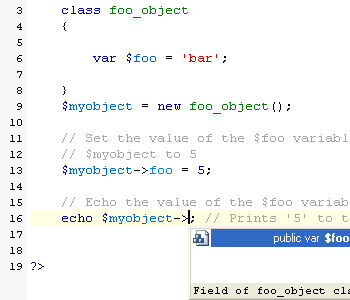 3 class foo_object
4 {
5
6 var $foo = 'bar';
7
8 }
9 $myobject = new foo_object();
10
11 // Set the value of the $foo variabl
12 // $myobject to 5
13 $myobject->foo = 5;
14
15 // Echo the value of the $foo variab
16 echo $myobject->; // Prints '5' to t
17 public var $foo
18
19 ?>
Field of foo_object cla